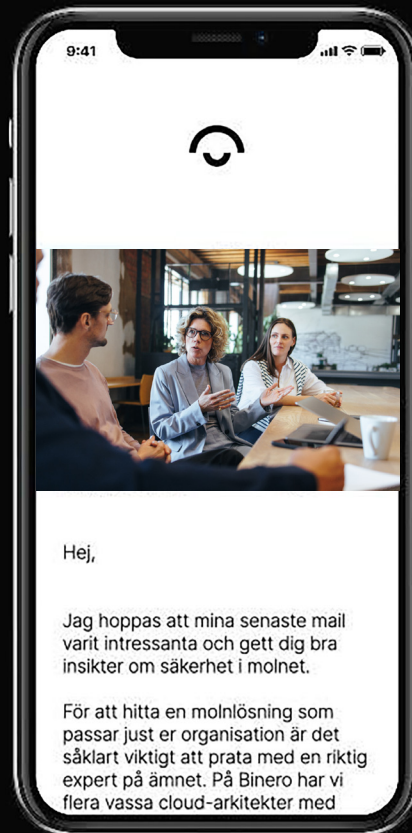 9:41
Hej,
Jag hoppas att mina senaste mail
varit intressanta och gett dig bra
insikter om säkerhet i molnet.
För att hitta en molnlösning som
passar just er organisation är det
såklart viktigt att prata med en riktig
expert på ämnet. På Binero har vi
flera vassa cloud-arkitekter med